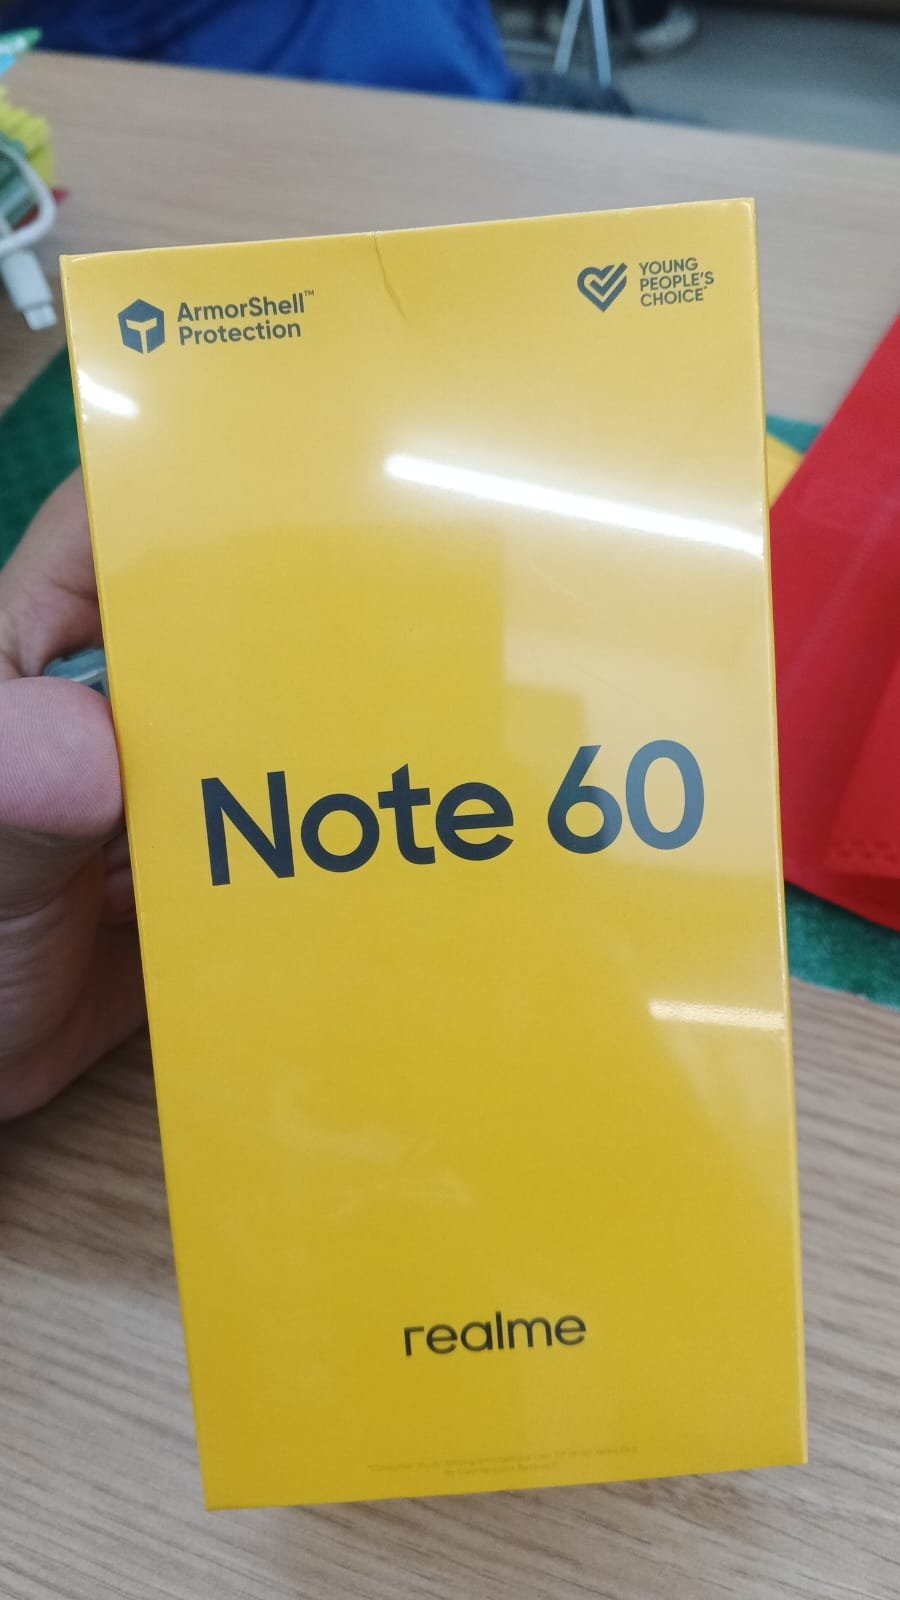 ArmorShell™
Protection
YOUNG
PEOPLE'S
CHOICE*
Note 60
realme